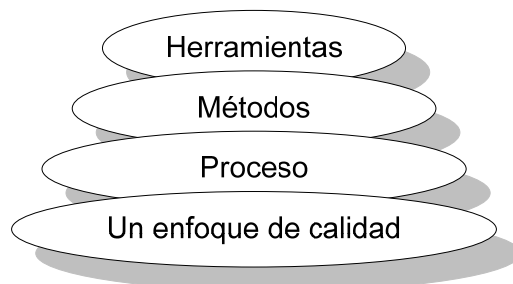 Herramientas
Métodos
Proceso
Un enfoque de calidad